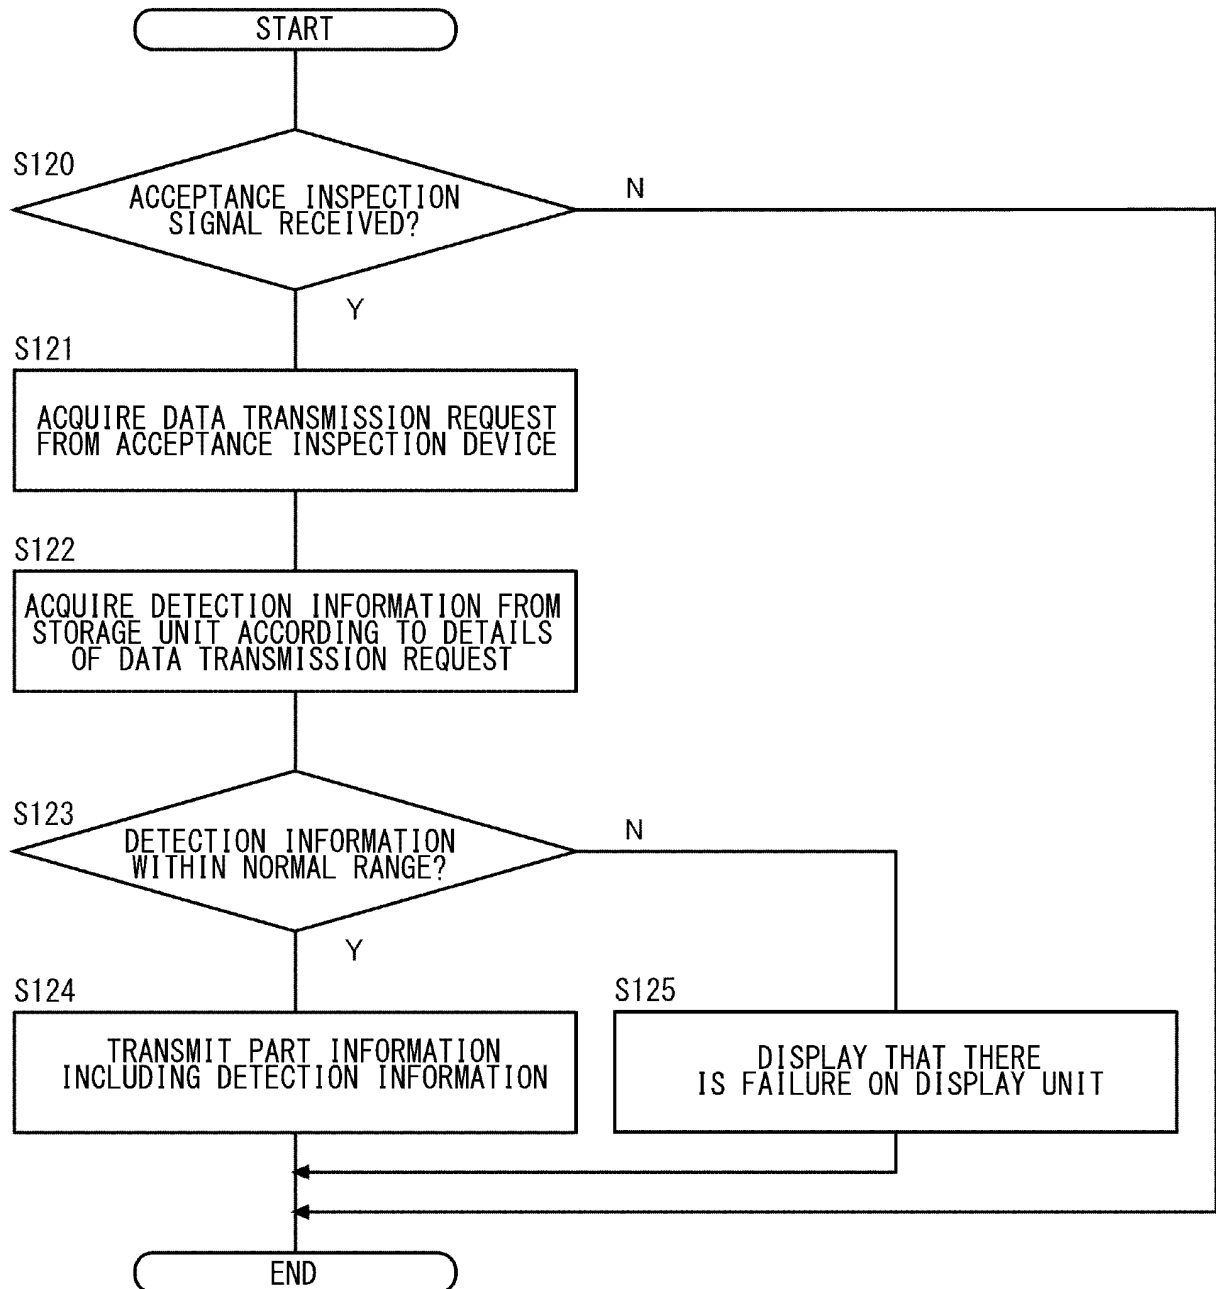 START
S120
ACCEPTANCE INSPECTION
SIGNAL RECEIVED?
N
Y
S121
ACQUIRE DATA TRANSMISSION REQUEST
FROM ACCEPTANCE INSPECTION DEVICE
S122
ACQUIRE DETECTION INFORMATION FROM
STORAGE UNIT ACCORDING TO DETAILS
OF DATA TRANSMISSION REQUEST
S123
DETECTION INFORMATION
WITHIN NORMAL RANGE?
N
Y
S124
TRANSMIT PART INFORMATION
INCLUDING DETECTION INFORMATION
S125
DISPLAY THAT THERE
IS FAILURE ON DISPLAY UNIT
END